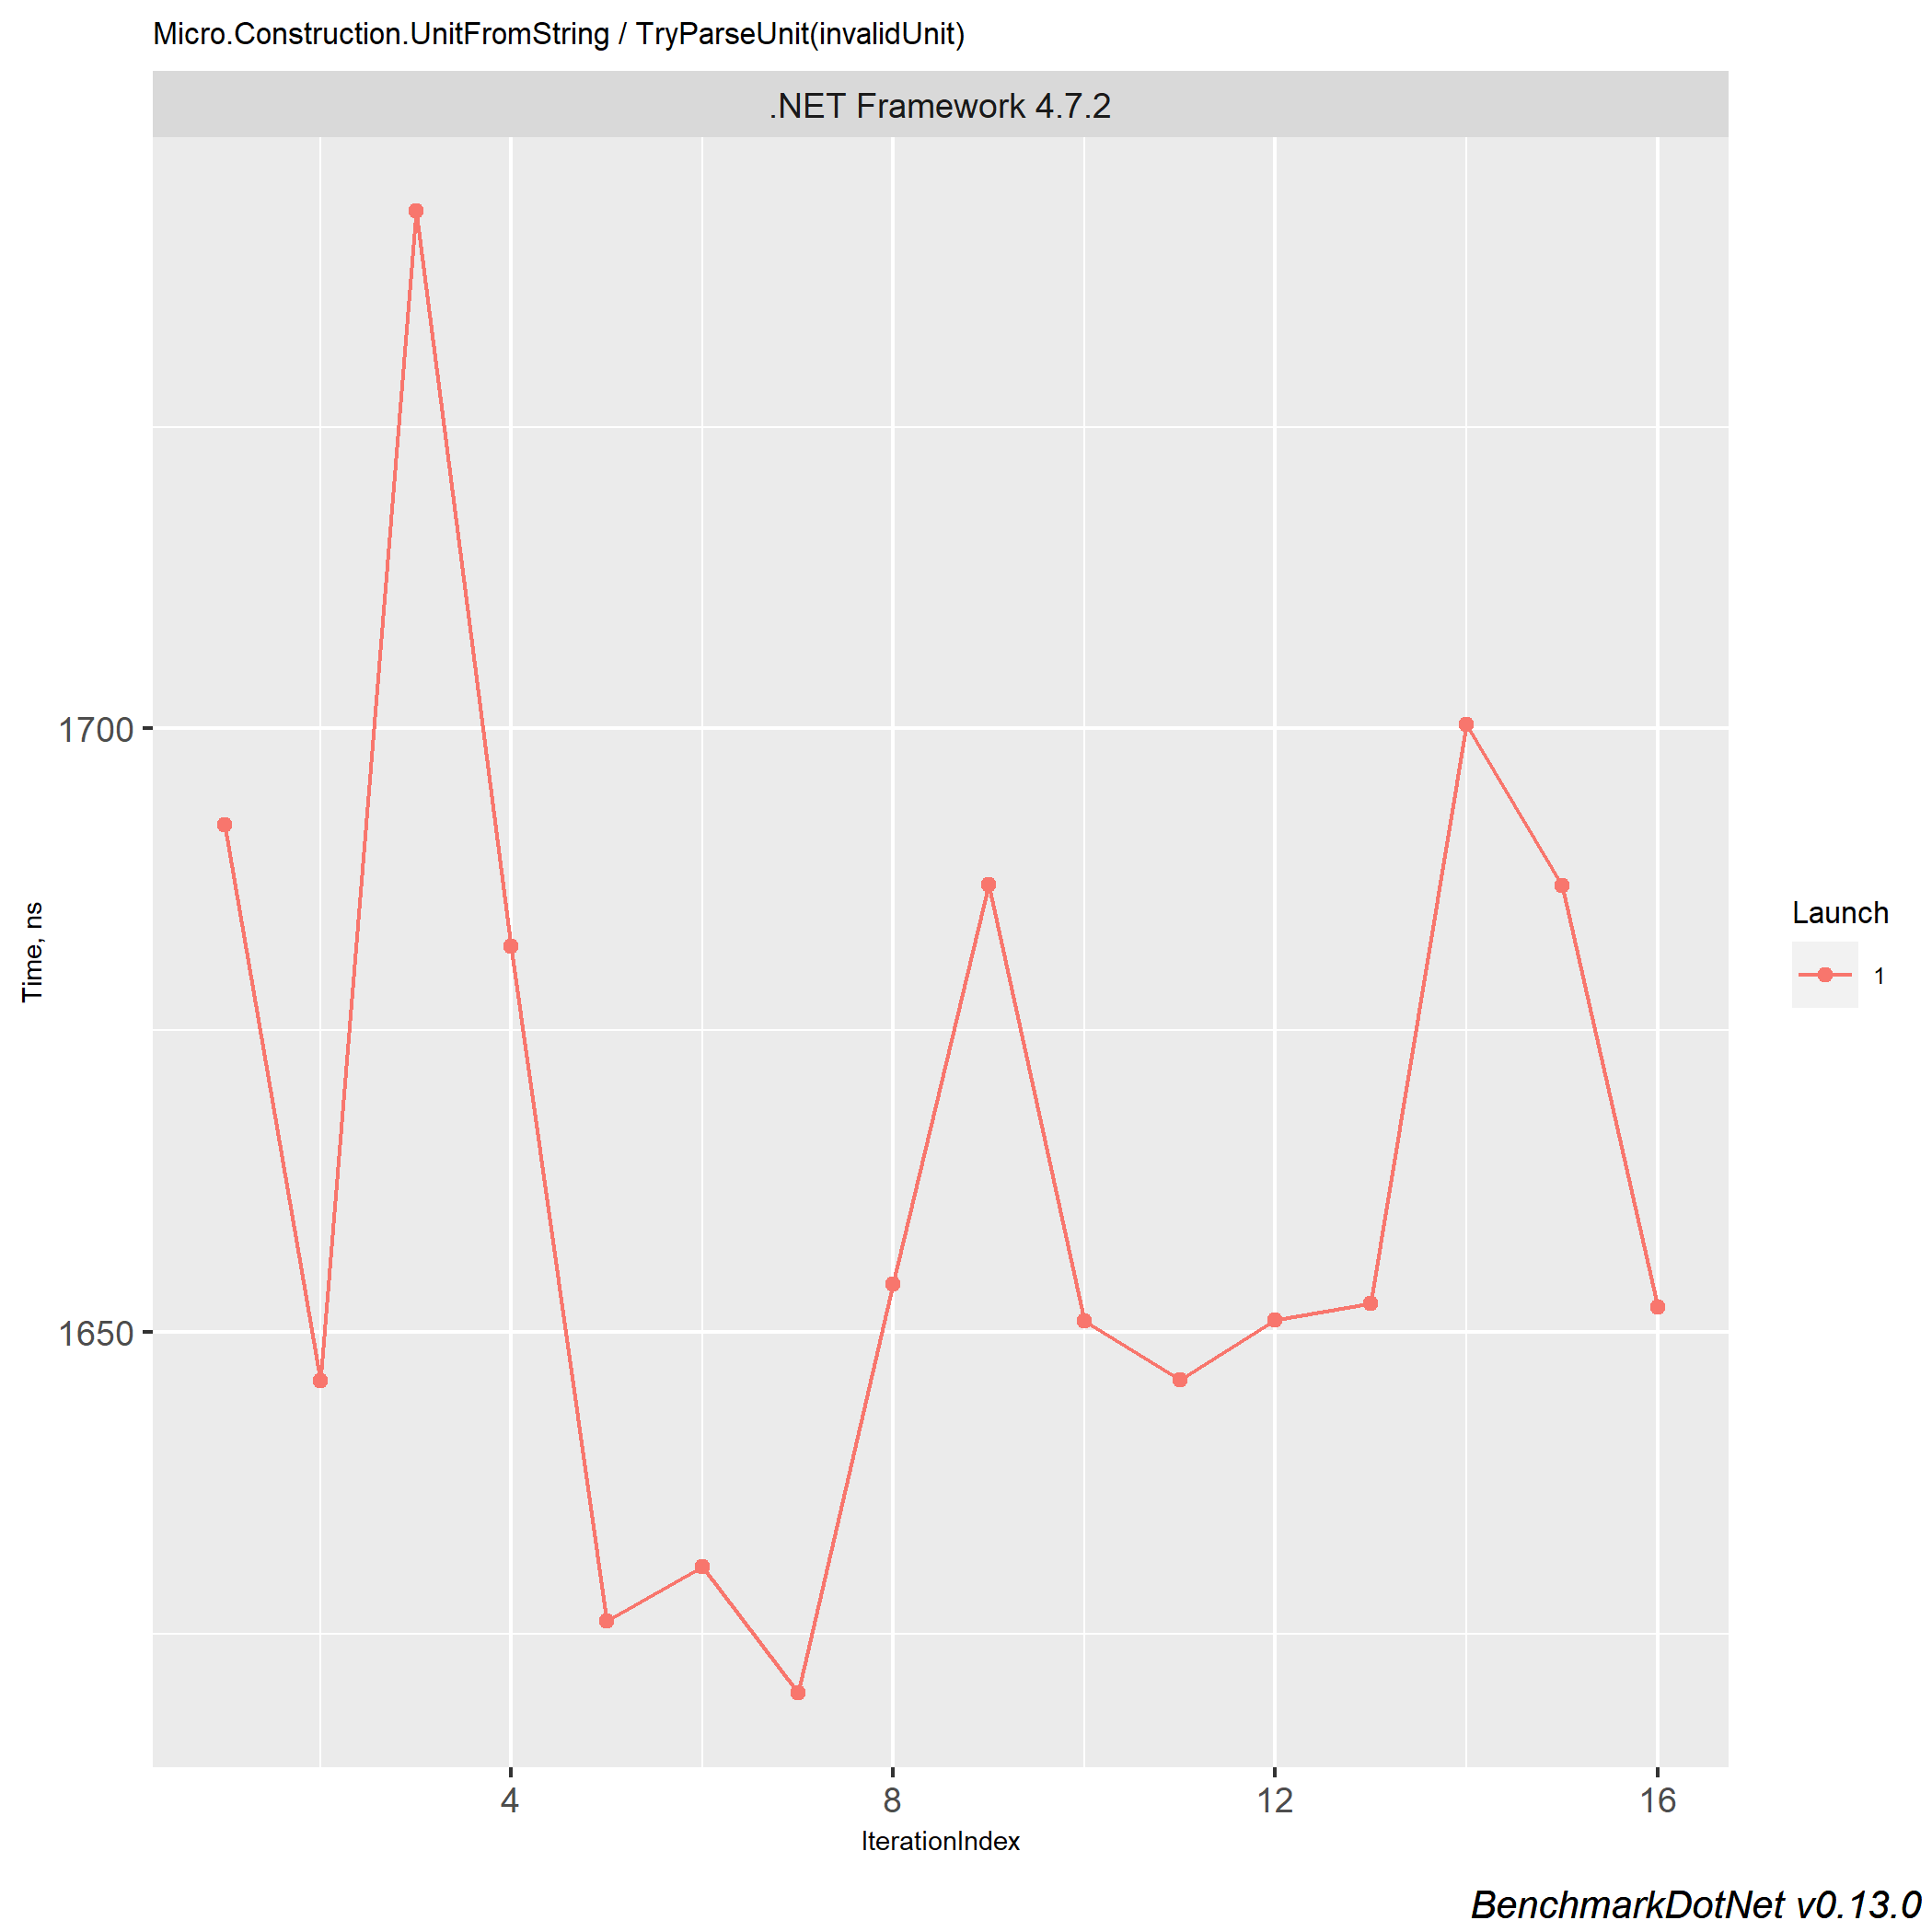 Micro.Construction.UnitFromString / TryParseUnit(invalidUnit)
.NET Framework 4.7.2
1700
1650
Time, ns
4
8
12
16
IterationIndex
Launch
1
BenchmarkDotNet v0.13.0